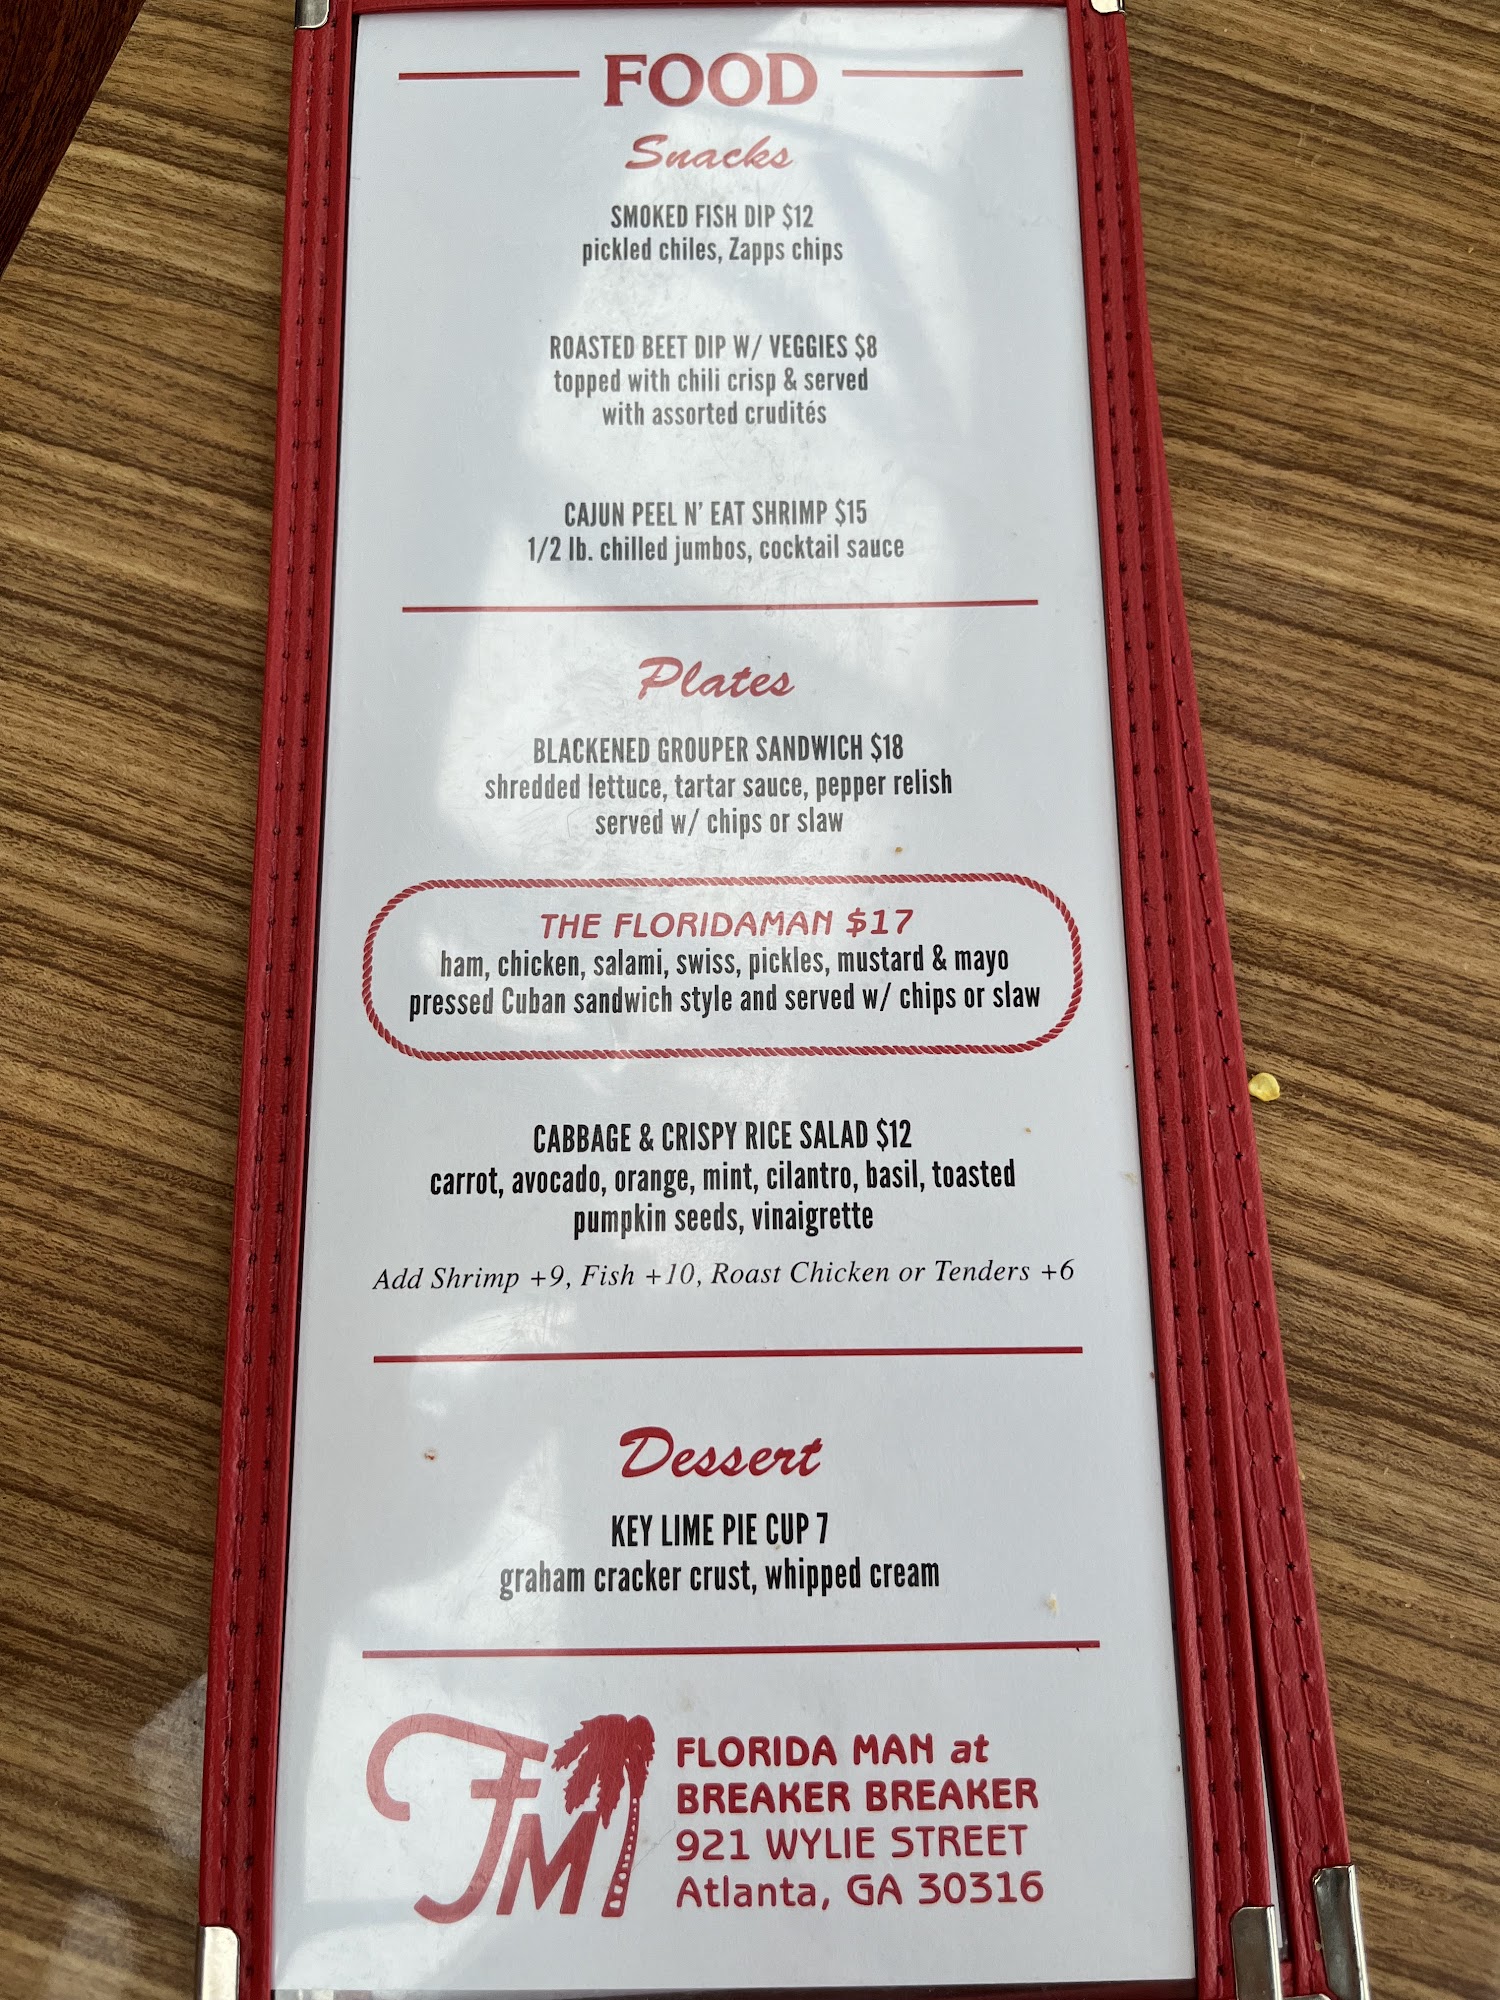 FOOD
Snacks
SMOKED FISH DIP $12
pickled chiles, Zapps chips
ROASTED BEET DIP W/ VEGGIES $8
topped with chili crisp & served
with assorted crudités
CAJUN PEEL N' EAT SHRIMP $15
1/2 lb. chilled jumbos, cocktail sauce
Plates
BLACKENED GROUPER SANDWICH $18
shredded lettuce, tartar sauce, pepper relish
served w/ chips or slaw
THE FLORIDAMAN $17
ham, chicken, salami, swiss, pickles, mustard & mayo
pressed Cuban sandwich style and served w/ chips or slaw
CABBAGE & CRISPY RICE SALAD $12
carrot, avocado, orange, mint, cilantro, basil, toasted
pumpkin seeds, vinaigrette
Add Shrimp +9, Fish +10, Roast Chicken or Tenders +6
Dessert
KEY LIME PIE CUP 7
graham cracker crust, whipped cream
FM
FLORIDA MAN at
BREAKER BREAKER
921 WYLIE STREET
Atlanta, GA 30316